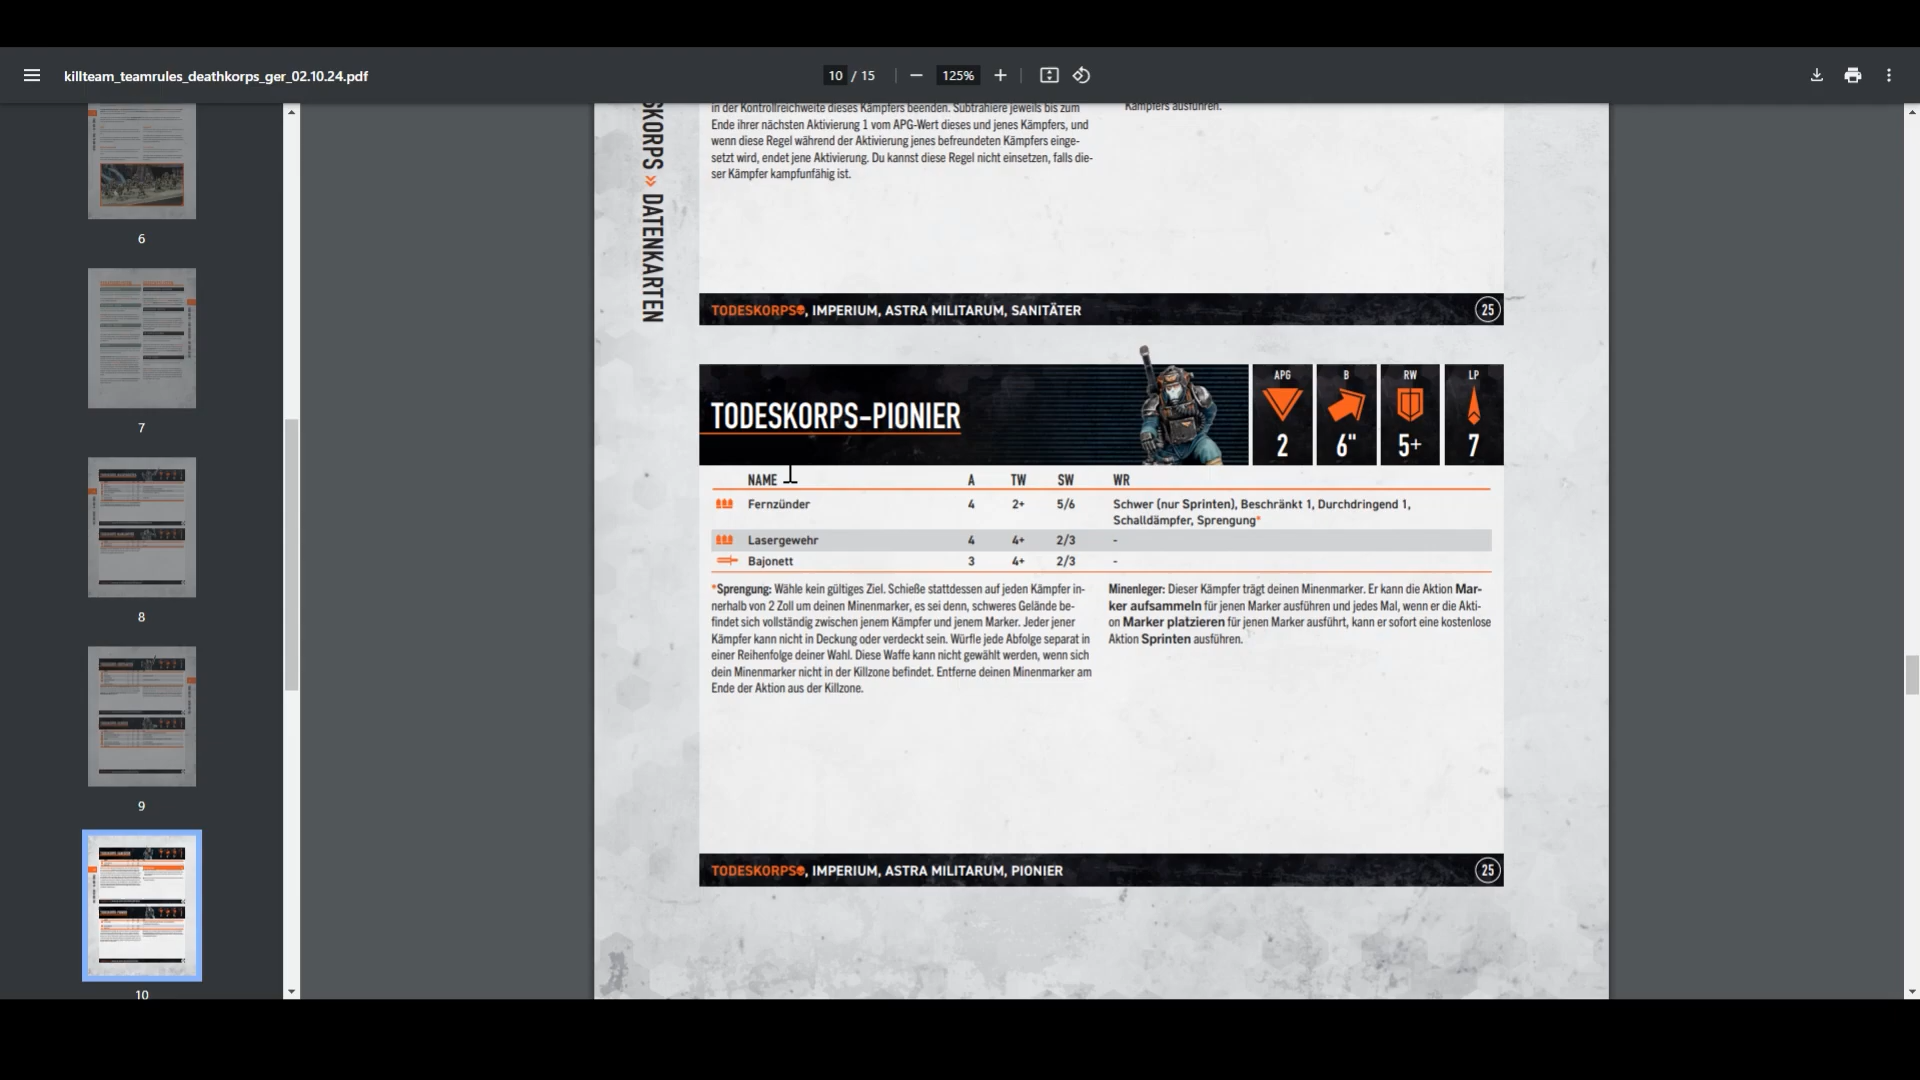 killteam_teamrules_deathkorps_ger_02.10.24.pdf
10 / 15
125%
6
7
8
9
10
SKORPS » DATENKARTEN
in der Kontrollreichweite dieses Kämpfers beenden. Subtrahiere jeweils bis zum
Ende ihrer nächsten Aktivierung 1 vom APG-Wert dieses und jenes Kämpfers, und
wenn diese Regel während der Aktivierung jenes befreundeten Kämpfers einge-
setzt wird, endet jene Aktivierung. Du kannst diese Regel nicht einsetzen, falls die-
ser Kämpfer kampfunfähig ist.
Kämpfers ausführen.
TODESKORPS, IMPERIUM, ASTRA MILITARUM, SANITÄTER
25
TODESKORPS-PIONIER
APG B RW LP
2 6" 5+ 7
NAME A TW SW WR
Fernzünder 4 2+ 5/6 Schwer (nur Sprinten), Beschränkt 1, Durchdringend 1,
Schalldämpfer, Sprengung*
Lasergewehr 4 4+ 2/3 -
Bajonett 3 4+ 2/3 -
*Sprengung: Wähle kein gültiges Ziel. Schieße stattdessen auf jeden Kämpfer in-
nerhalb von 2 Zoll um deinen Minenmarker, es sei denn, schweres Gelände be-
findet sich vollständig zwischen jenem Kämpfer und jenem Marker. Jeder jener
Kämpfer kann nicht in Deckung oder verdeckt sein. Würfle jede Abfolge separat in
einer Reihenfolge deiner Wahl. Diese Waffe kann nicht gewählt werden, wenn sich
dein Minenmarker nicht in der Killzone befindet. Entferne deinen Minenmarker am
Ende der Aktion aus der Killzone.
Minenleger: Dieser Kämpfer trägt deinen Minenmarker. Er kann die Aktion Mar-
ker aufsammeln für jenen Marker ausführen und jedes Mal, wenn er die Akti-
on Marker platzieren für jenen Marker ausführt, kann er sofort eine kostenlose
Aktion Sprinten ausführen.
TODESKORPS, IMPERIUM, ASTRA MILITARUM, PIONIER
25